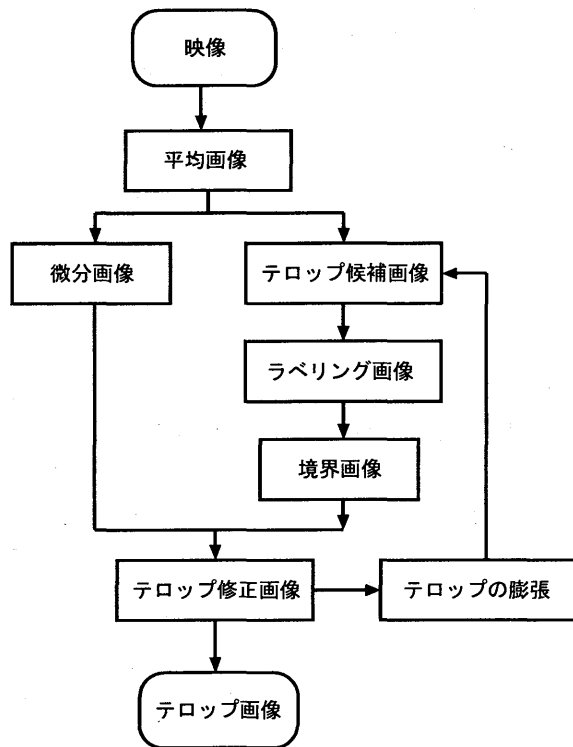 映像
平均画像
微分画像
テロップ候補画像
ラベリング画像
境界画像
テロップ修正画像
テロップの膨張
テロップ画像